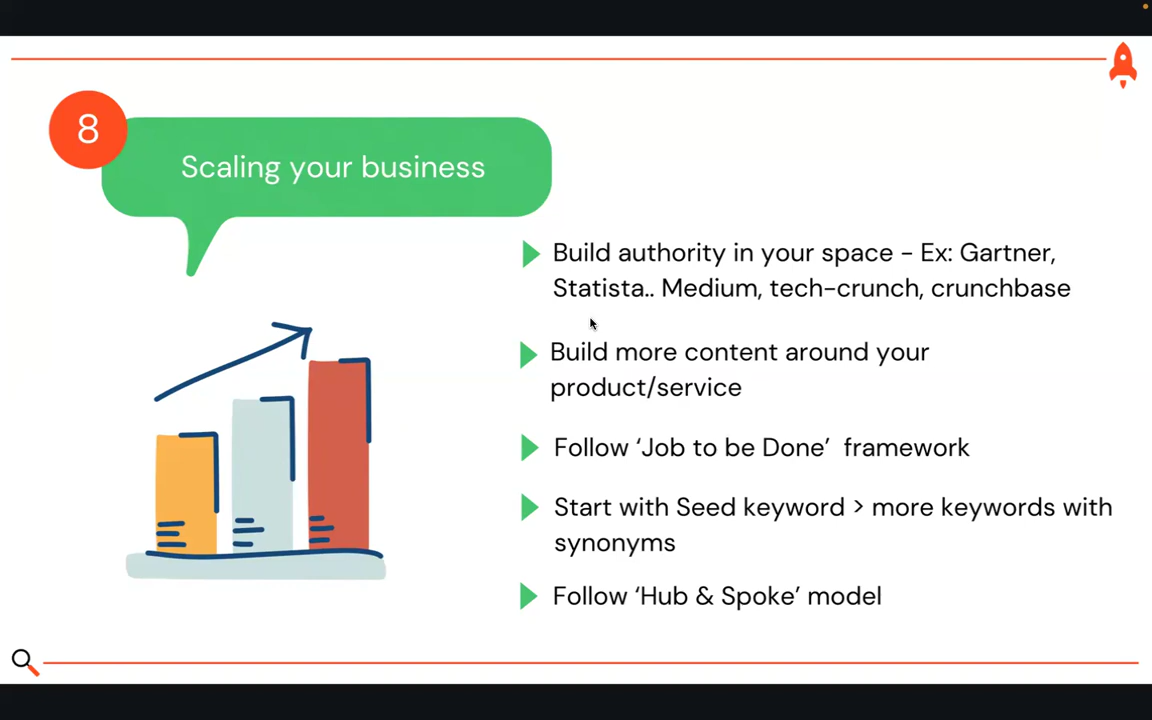 8
Scaling your business
Build authority in your space - Ex: Gartner,
Statista.. Medium, tech-crunch, crunchbase
Build more content around your
product/service
Follow ‘Job to be Done’  framework
Start with Seed keyword > more keywords with
synonyms
Follow ‘Hub & Spoke’ model